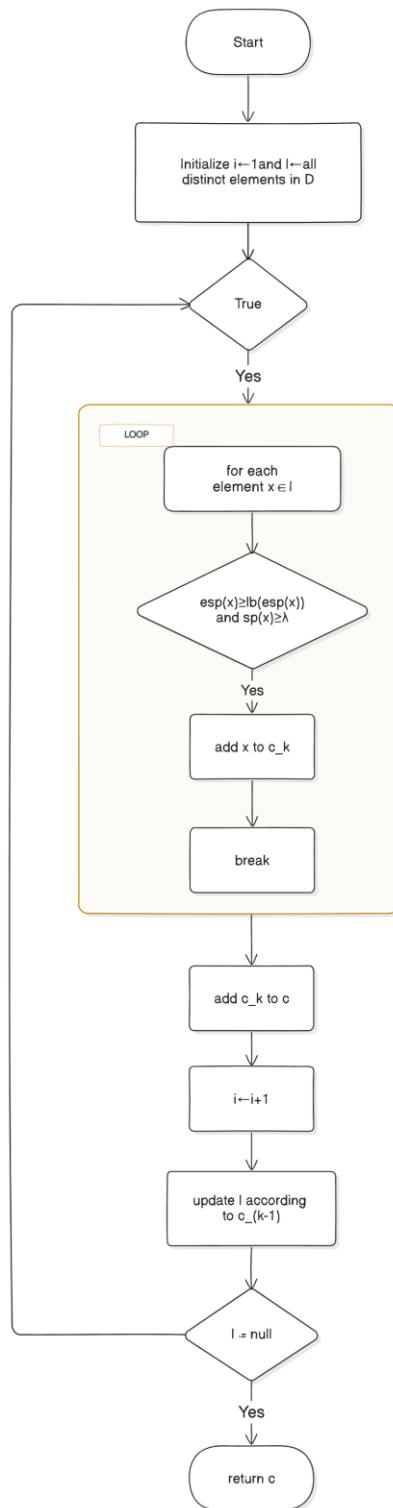 Start
Initialize i←1and I←all
distinct elements in D
True
Yes
LOOP
for each
element x ∈ I
esp(x)≥lb(esp(x))
and sp(x)≥λ
Yes
add x to c_k
break
add c_k to c
i←i+1
update I according
to c_(k-1)
I = null
Yes
return c